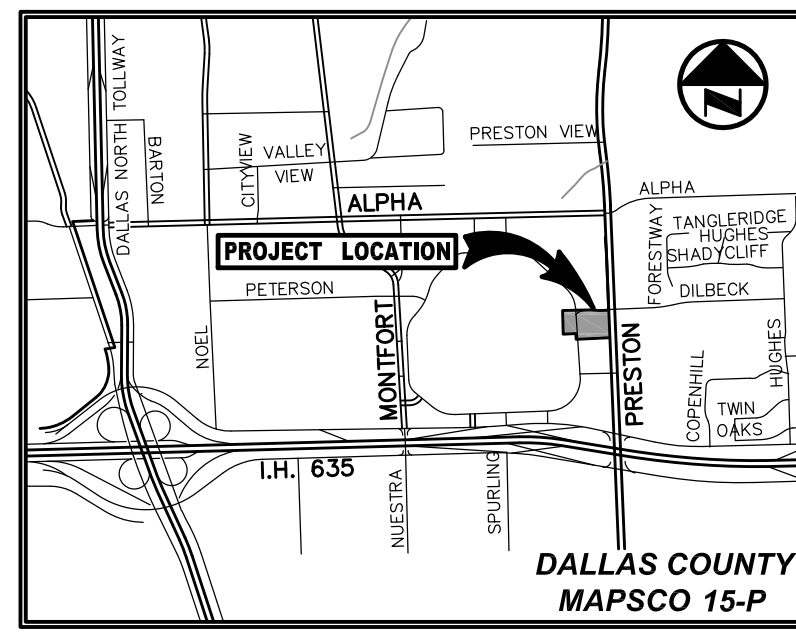 DALLAS NORTH TOLLWAY
BARTON
CITYVIEW
VALLEY
VIEW
PRESTON VIEW
N
ALPHA
ALPHA
FORESTWAY
TANGLERIDGE
HUGHES
SHADYCLIFF
PROJECT LOCATION
PETERSON
DILBECK
NOEL
MONTFORT
PRESTON
COPENHILL
HUGHES
TWIN
OAKS
I.H. 635
NUESTRA
SPURLING
DALLAS COUNTY
MAPSCO 15-P